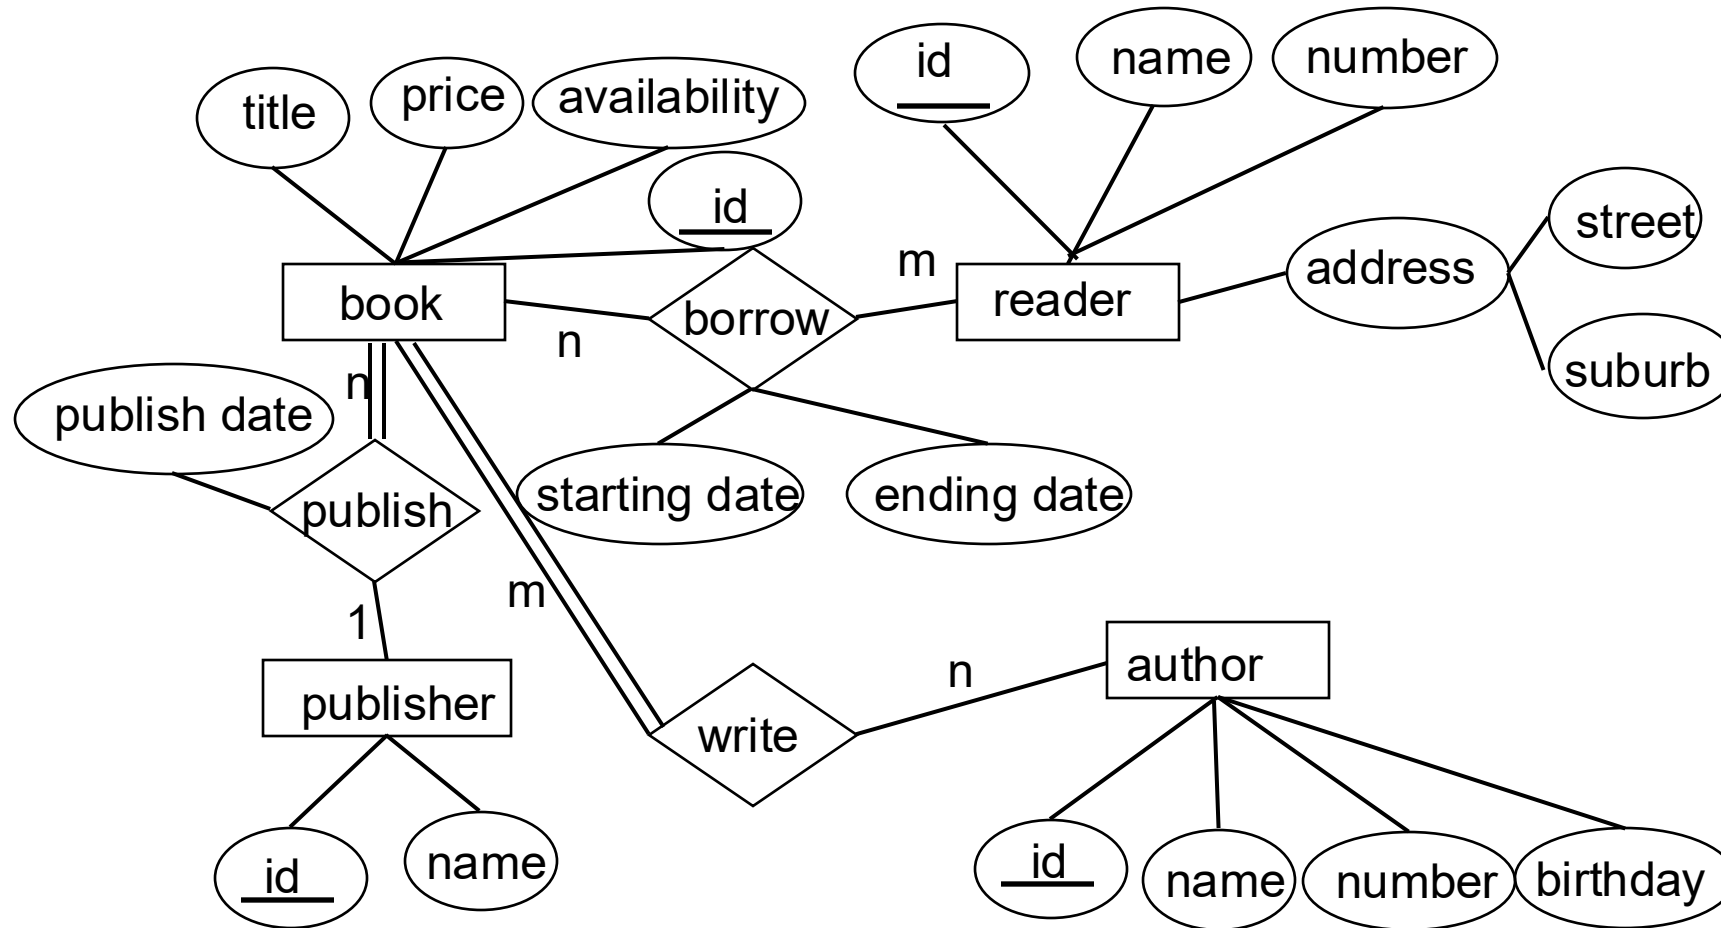 id
name
number
title
price
availability
id
street
m
address
book
borrow
reader
n
suburb
n
publish date
starting date
ending date
publish
m
1
author
n
publisher
write
id
name
id
name
number
birthday